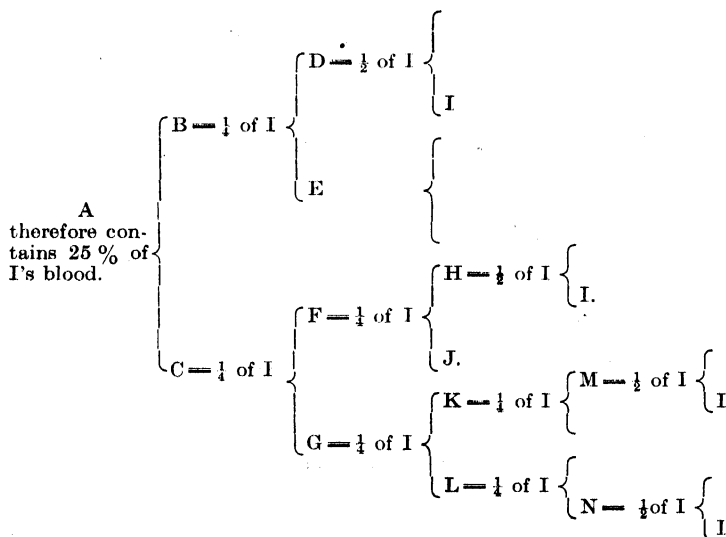 D = ½ of I
I
B = ¼ of I
E
A
therefore con-
tains 25 % of
I's blood.
H = ½ of I
I.
F = ¼ of I
J.
C = ¼ of I
K = ¼ of I
M = ½ of I
I
G = ¼ of I
L = ¼ of I
N = ½ of I
I